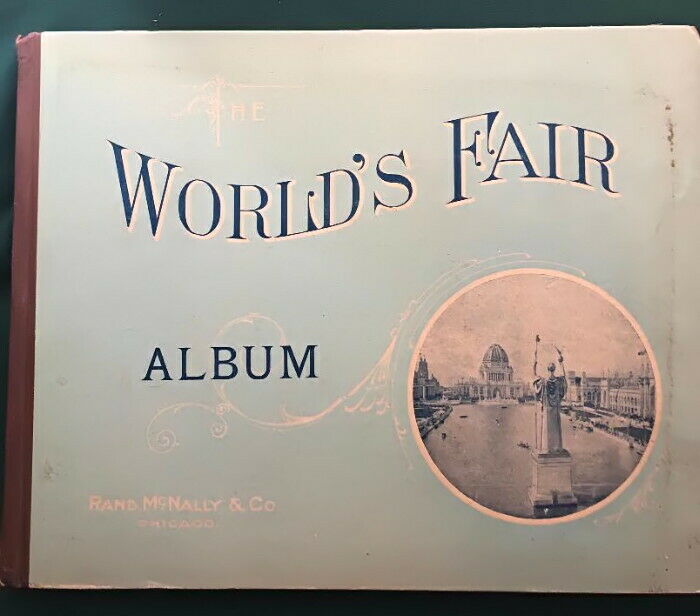 THE
WORLD'S FAIR
ALBUM
RAND, MCNALLY & CO
CHICAGO.